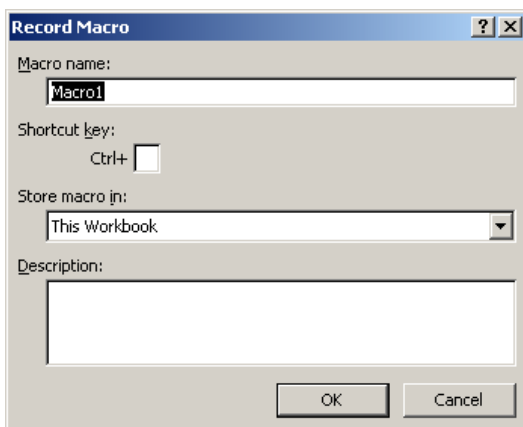 Record Macro
Macro name:
Macro1
Shortcut key:
Ctrl+
Store macro in:
This Workbook
Description:
OK Cancel